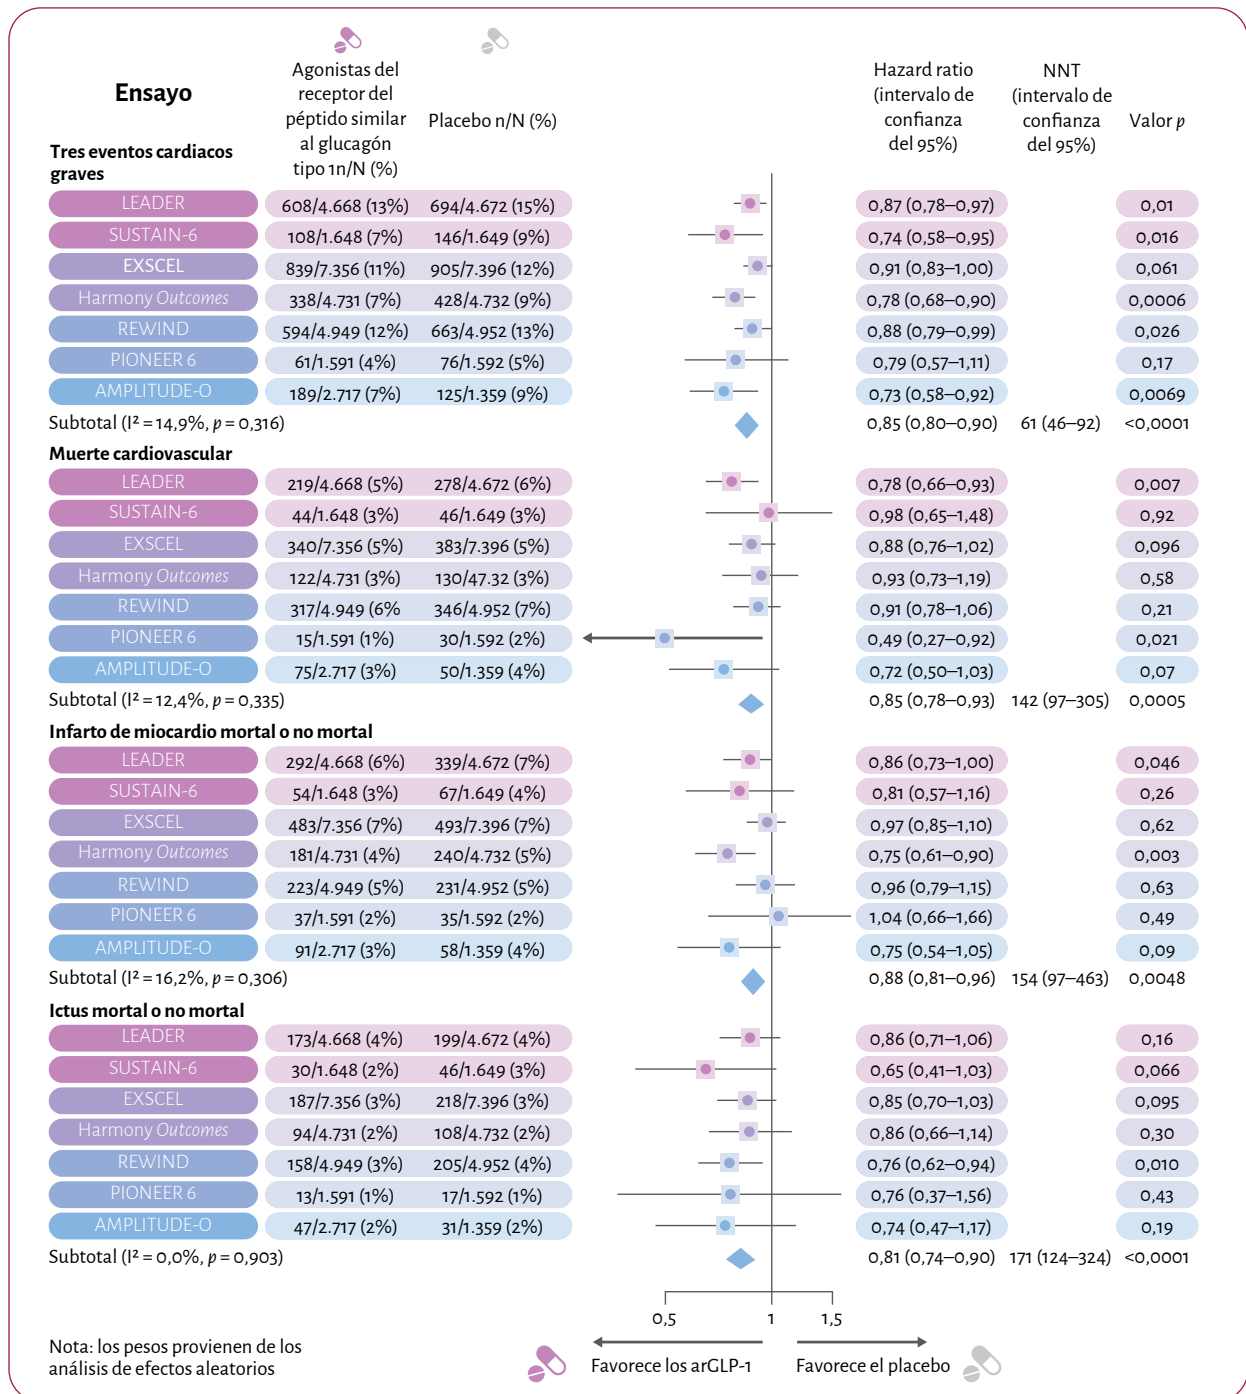 Ensayo
Agonistas del
receptor del
péptido similar
al glucagón
tipo 1n/N (%)
Placebo n/N (%)
Hazard ratio
(intervalo de
confianza
del 95%)
NNT
(intervalo de
confianza
del 95%)
Valor p
Tres eventos cardiacos
graves
LEADER 608/4.668 (13%) 694/4.672 (15%) 0,87 (0,78–0,97) 0,01
SUSTAIN-6 108/1.648 (7%) 146/1.649 (9%) 0,74 (0,58–0,95) 0,016
EXSCEL 839/7.356 (11%) 905/7.396 (12%) 0,91 (0,83–1,00) 0,061
Harmony Outcomes 338/4.731 (7%) 428/4.732 (9%) 0,78 (0,68–0,90) 0,0006
REWIND 594/4.949 (12%) 663/4.952 (13%) 0,88 (0,79–0,99) 0,026
PIONEER 6 61/1.591 (4%) 76/1.592 (5%) 0,79 (0,57–1,11) 0,17
AMPLITUDE-O 189/2.717 (7%) 125/1.359 (9%) 0,73 (0,58–0,92) 0,0069
Subtotal (I² = 14,9%, p = 0,316) 0,85 (0,80–0,90) 61 (46–92) <0,0001
Muerte cardiovascular
LEADER 219/4.668 (5%) 278/4.672 (6%) 0,78 (0,66–0,93) 0,007
SUSTAIN-6 44/1.648 (3%) 46/1.649 (3%) 0,98 (0,65–1,48) 0,92
EXSCEL 340/7.356 (5%) 383/7.396 (5%) 0,88 (0,76–1,02) 0,096
Harmony Outcomes 122/4.731 (3%) 130/47.32 (3%) 0,93 (0,73–1,19) 0,58
REWIND 317/4.949 (6% 346/4.952 (7%) 0,91 (0,78–1,06) 0,21
PIONEER 6 15/1.591 (1%) 30/1.592 (2%) 0,49 (0,27–0,92) 0,021
AMPLITUDE-O 75/2.717 (3%) 50/1.359 (4%) 0,72 (0,50–1,03) 0,07
Subtotal (I² = 12,4%, p = 0,335) 0,85 (0,78–0,93) 142 (97–305) 0,0005
Infarto de miocardio mortal o no mortal
LEADER 292/4.668 (6%) 339/4.672 (7%) 0,86 (0,73–1,00) 0,046
SUSTAIN-6 54/1.648 (3%) 67/1.649 (4%) 0,81 (0,57–1,16) 0,26
EXSCEL 483/7.356 (7%) 493/7.396 (7%) 0,97 (0,85–1,10) 0,62
Harmony Outcomes 181/4.731 (4%) 240/4.732 (5%) 0,75 (0,61–0,90) 0,003
REWIND 223/4.949 (5%) 231/4.952 (5%) 0,96 (0,79–1,15) 0,63
PIONEER 6 37/1.591 (2%) 35/1.592 (2%) 1,04 (0,66–1,66) 0,49
AMPLITUDE-O 91/2.717 (3%) 58/1.359 (4%) 0,75 (0,54–1,05) 0,09
Subtotal (I² = 16,2%, p = 0,306) 0,88 (0,81–0,96) 154 (97–463) 0,0048
Ictus mortal o no mortal
LEADER 173/4.668 (4%) 199/4.672 (4%) 0,86 (0,71–1,06) 0,16
SUSTAIN-6 30/1.648 (2%) 46/1.649 (3%) 0,65 (0,41–1,03) 0,066
EXSCEL 187/7.356 (3%) 218/7.396 (3%) 0,85 (0,70–1,03) 0,095
Harmony Outcomes 94/4.731 (2%) 108/4.732 (2%) 0,86 (0,66–1,14) 0,30
REWIND 158/4.949 (3%) 205/4.952 (4%) 0,76 (0,62–0,94) 0,010
PIONEER 6 13/1.591 (1%) 17/1.592 (1%) 0,76 (0,37–1,56) 0,43
AMPLITUDE-O 47/2.717 (2%) 31/1.359 (2%) 0,74 (0,47–1,17) 0,19
Subtotal (I² = 0,0%, p = 0,903) 0,81 (0,74–0,90) 171 (124–324) <0,0001
0,5 1 1,5
Favorece los arGLP-1 Favorece el placebo
Nota: los pesos provienen de los
análisis de efectos aleatorios